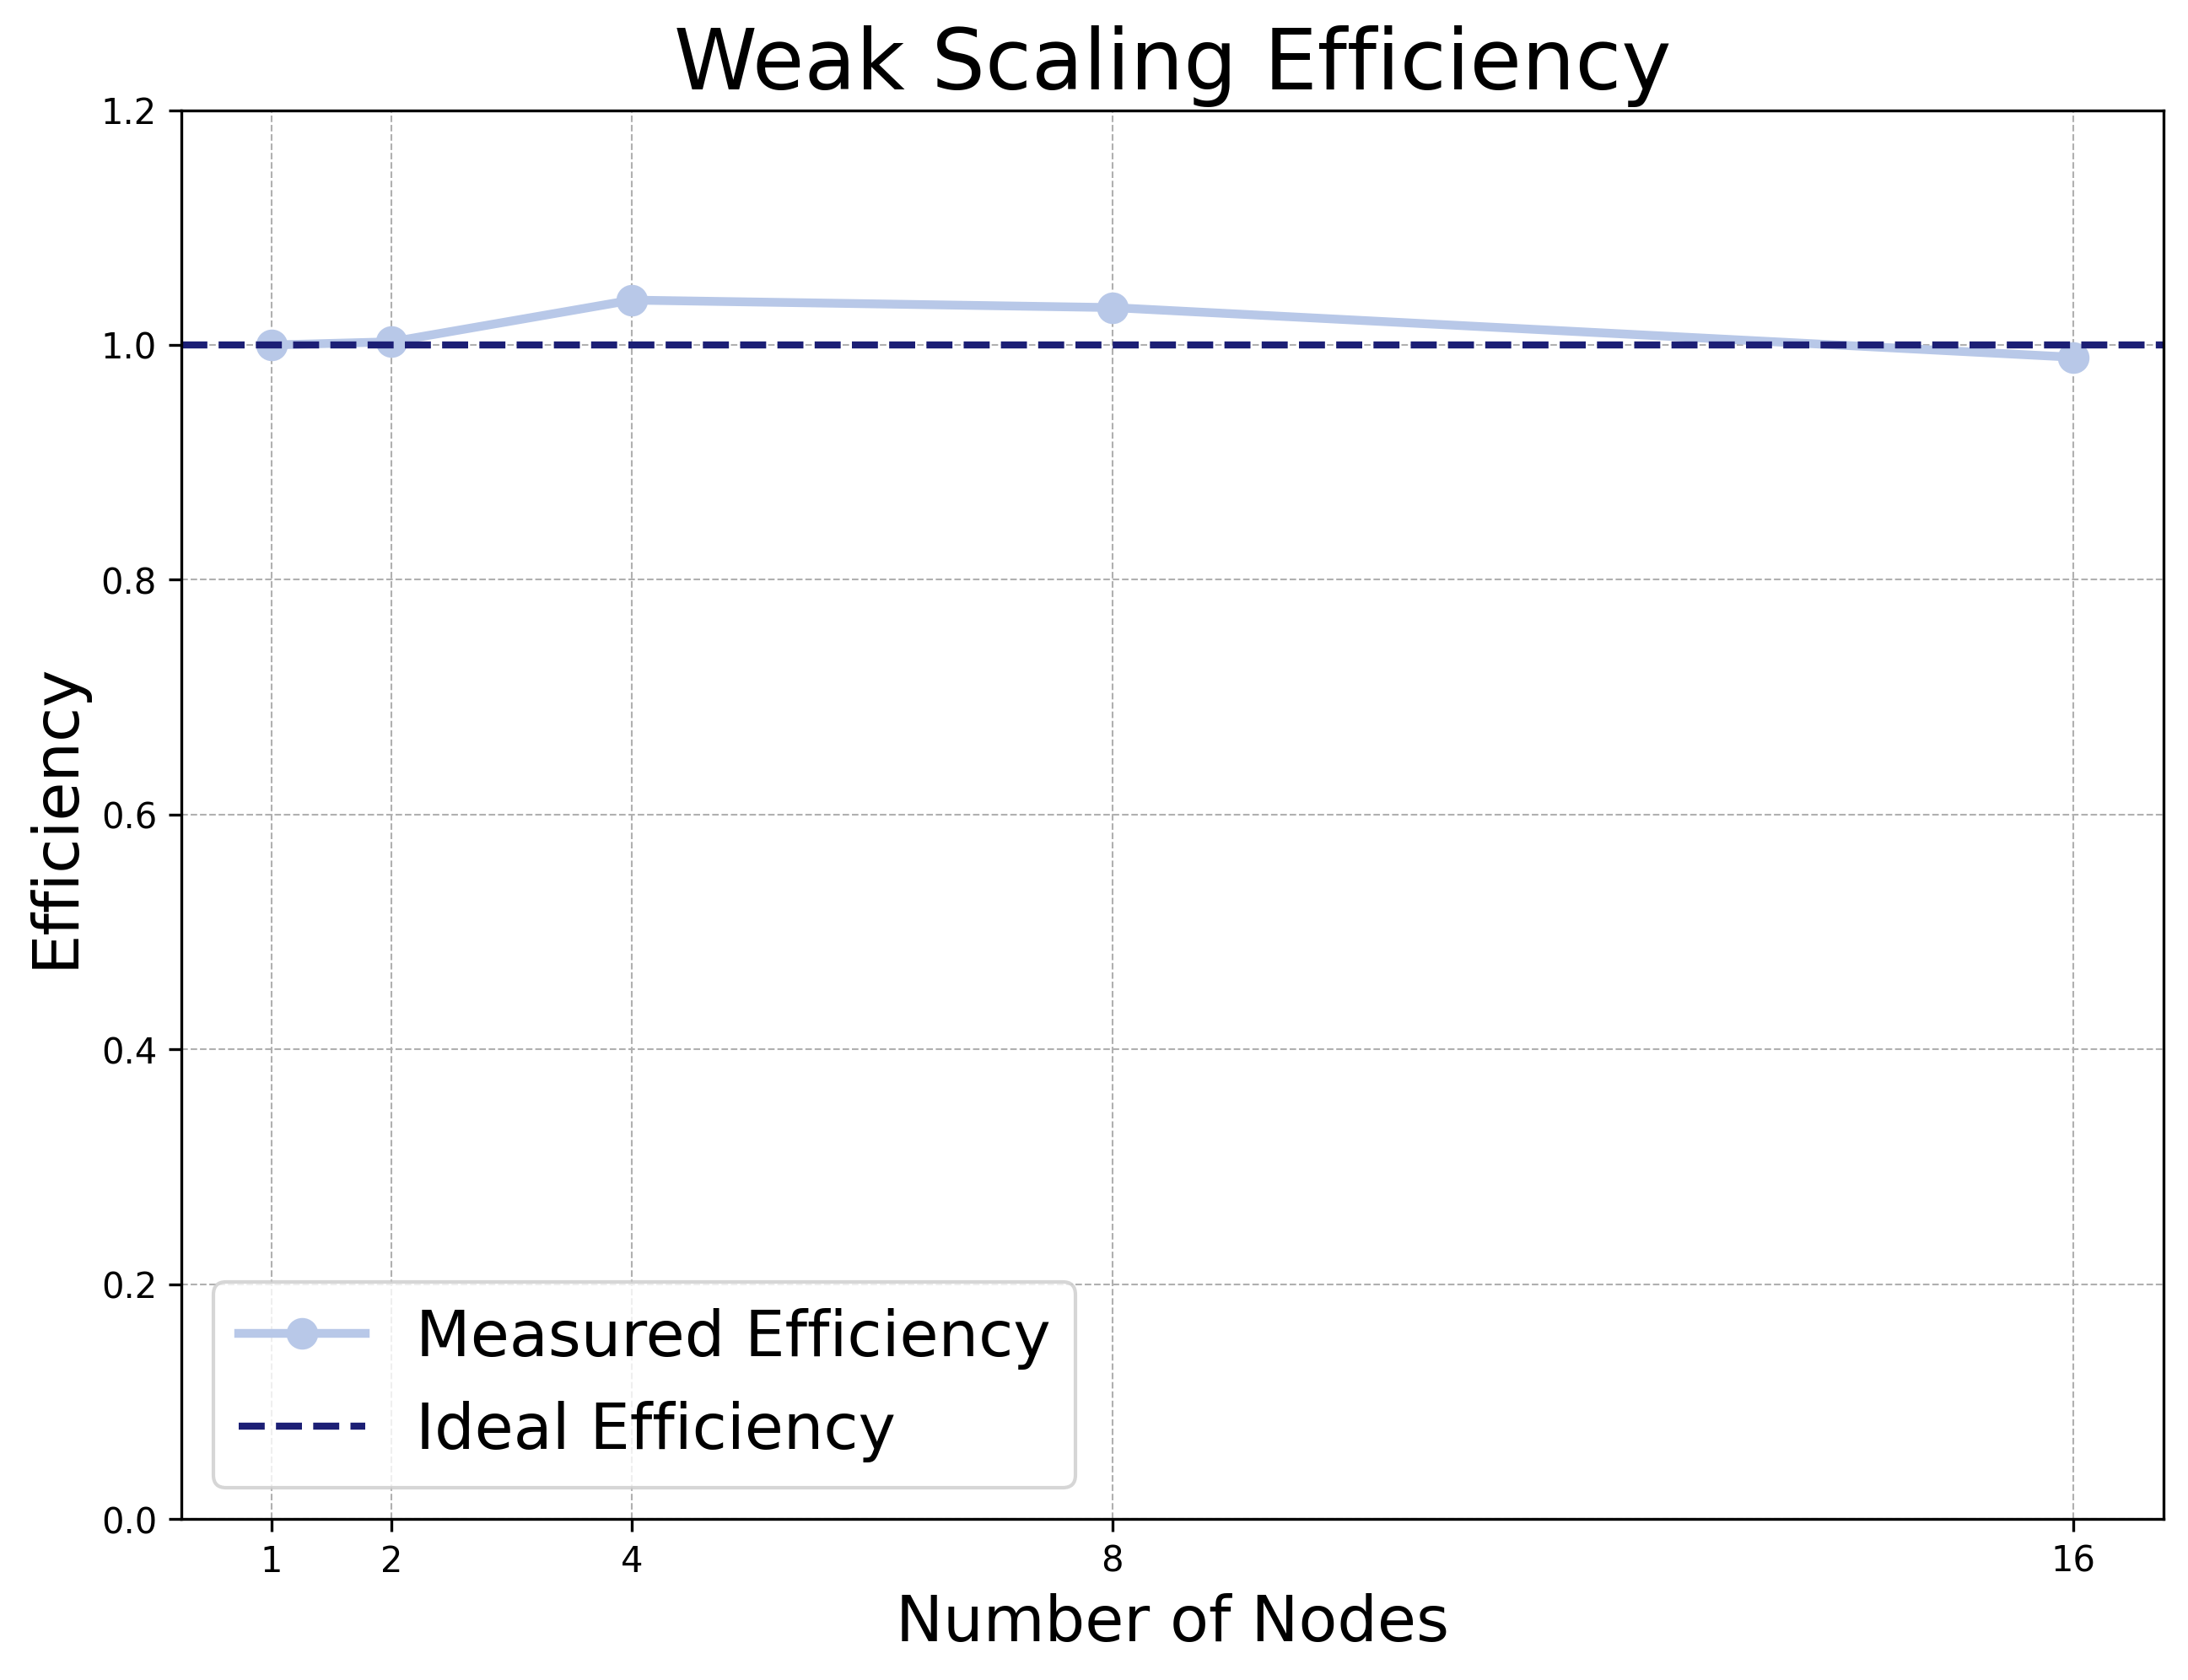 Weak Scaling Efficiency
1.2
1.0
0.8
0.6
0.4
0.2
0.0
Efficiency
Measured Efficiency
Ideal Efficiency
1 2 4 8 16
Number of Nodes